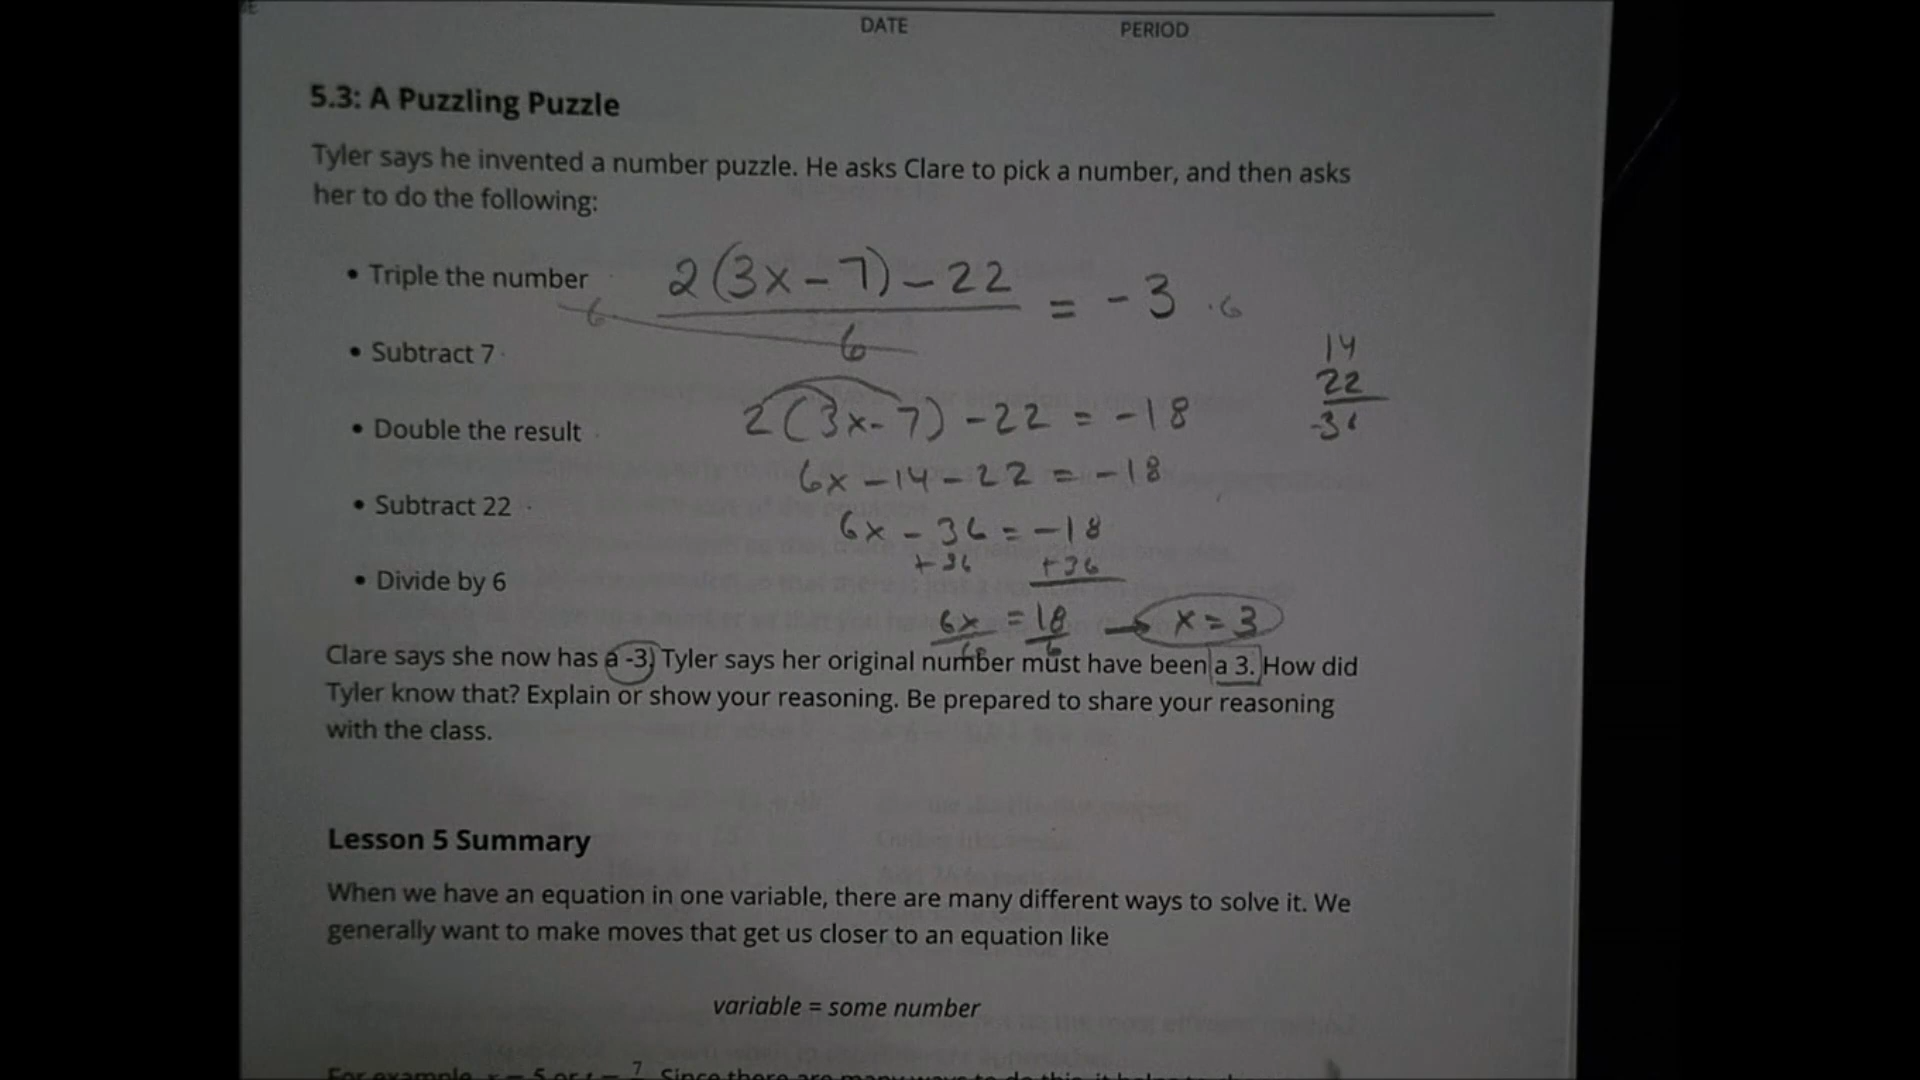 DATE PERIOD
5.3: A Puzzling Puzzle
Tyler says he invented a number puzzle. He asks Clare to pick a number, and then asks
her to do the following:
• Triple the number
2(3x-7)-22
6· 6 = -3 ·6
• Subtract 7
14
22
-36
• Double the result
2(3x-7)-22 = -18
6x-14-22 = -18
• Subtract 22
6x - 36 = -18
+36 +36
• Divide by 6
6x = 18 → x = 3
6 6
Clare says she now has a -3. Tyler says her original number must have been a 3. How did
Tyler know that? Explain or show your reasoning. Be prepared to share your reasoning
with the class.
Lesson 5 Summary
When we have an equation in one variable, there are many different ways to solve it. We
generally want to make moves that get us closer to an equation like
variable = some number